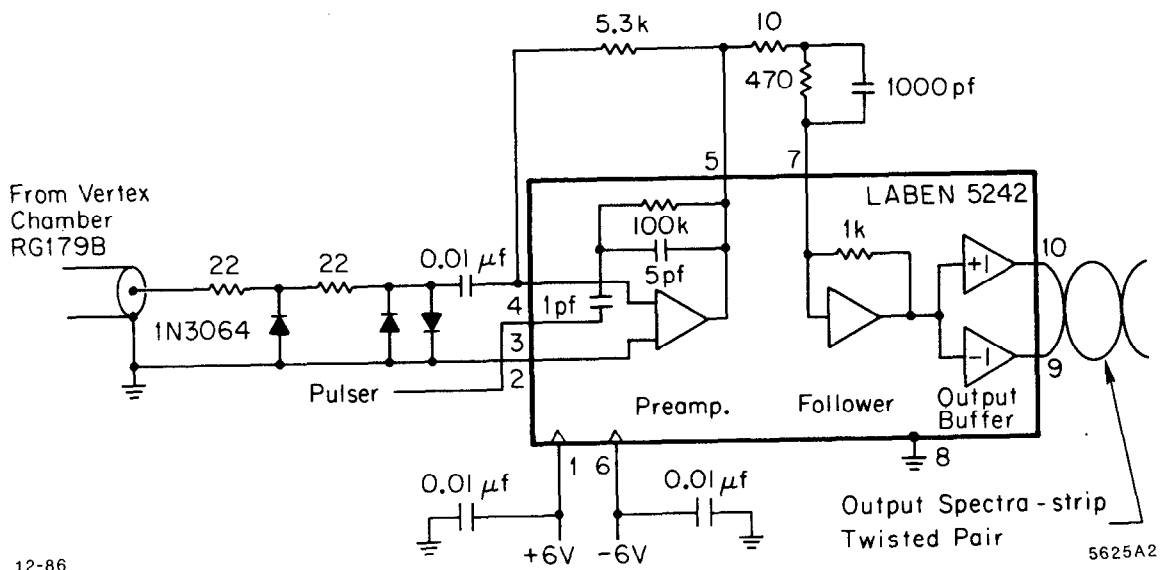 5.3k
10
470
1000 pf
5
7
From Vertex
Chamber
RG179B
LABEN 5242
100k
5pf
1k
22
22
0.01 μf
4
1pf
+1
10
1N3064
3
2
-1
9
Pulser
Preamp.
Follower
Output
Buffer
1
6
8
0.01 μf
0.01 μf
+6V
-6V
Output Spectra-strip
Twisted Pair
12-86
5625A2